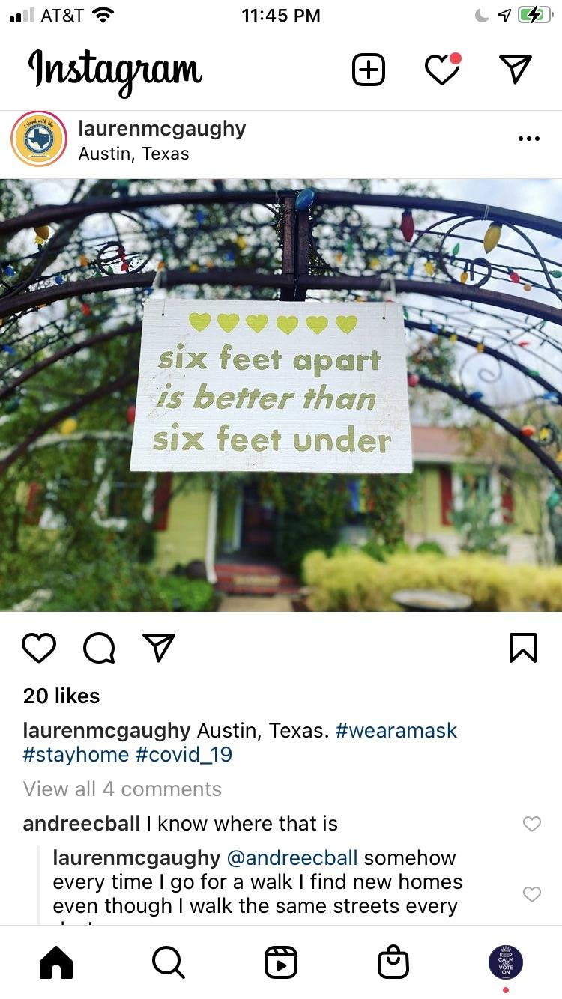 AT&T 11:45 PM
Instagram
I stand with the
laurenmcgaughy
Austin, Texas
six feet apart
is better than
six feet under
20 likes
laurenmcgaughy Austin, Texas. #wearamask
#stayhome #covid_19
View all 4 comments
andreecball I know where that is
laurenmcgaughy @andreecball somehow
every time I go for a walk I find new homes
even though I walk the same streets every
KEEP
CALM
AND
VOTE
ON